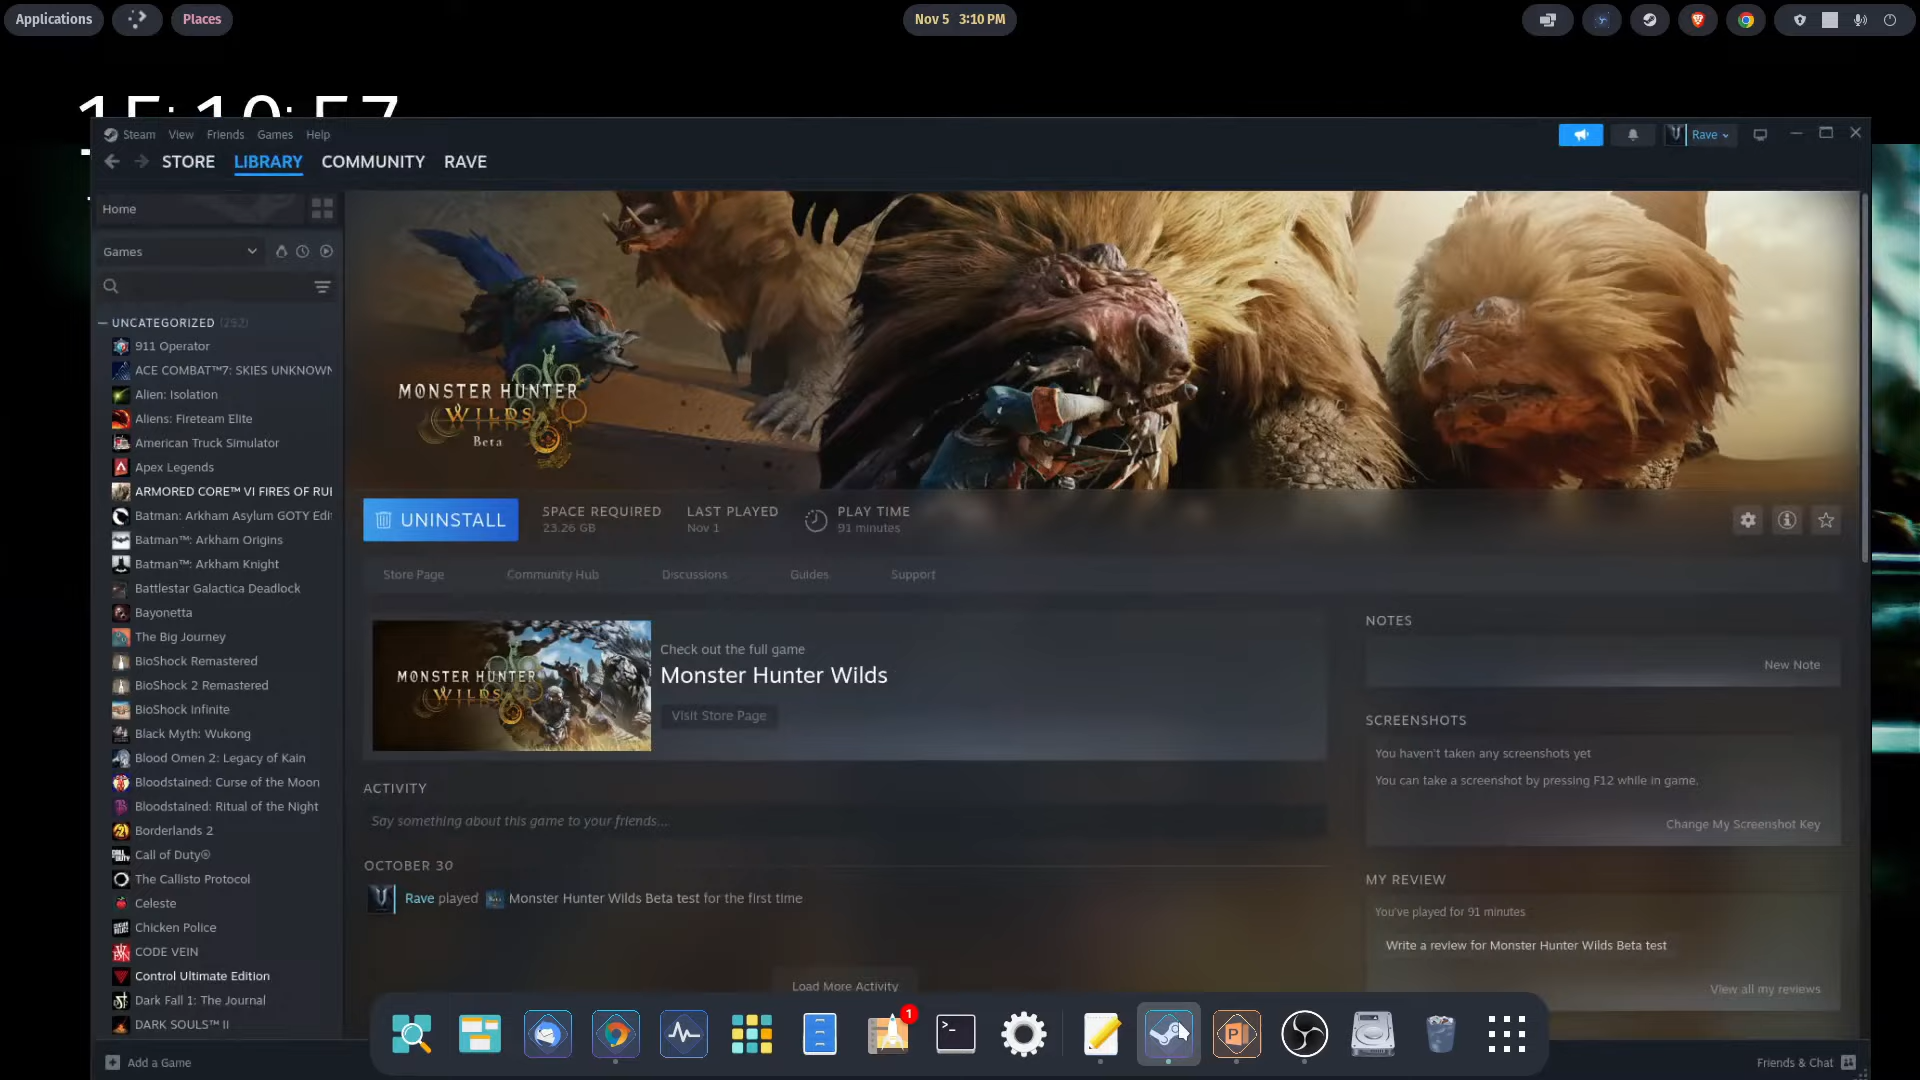 Applications
Places
Nov 5 3:10 PM
15:10:57
Steam View Friends Games Help
Rave
STORE LIBRARY COMMUNITY RAVE
Home
Games
UNCATEGORIZED (292)
911 Operator
ACE COMBAT™7: SKIES UNKNOWN
Alien: Isolation
Aliens: Fireteam Elite
American Truck Simulator
Apex Legends
ARMORED CORE™ VI FIRES OF RU
Batman: Arkham Asylum GOTY Edi
Batman™: Arkham Origins
Batman™: Arkham Knight
Battlestar Galactica Deadlock
Bayonetta
The Big Journey
BioShock Remastered
BioShock 2 Remastered
BioShock Infinite
Black Myth: Wukong
Blood Omen 2: Legacy of Kain
Bloodstained: Curse of the Moon
Bloodstained: Ritual of the Night
Borderlands 2
Call of Duty®
The Callisto Protocol
Celeste
Chicken Police
CODE VEIN
Control Ultimate Edition
Dark Fall 1: The Journal
DARK SOULS™ II
Add a Game
MONSTER HUNTER
WILDS
Beta
UNINSTALL
SPACE REQUIRED
23.26 GB
LAST PLAYED
Nov 1
PLAY TIME
91 minutes
Store Page Community Hub Discussions Guides Support
MONSTER HUNTER
WILDS
Check out the full game
Monster Hunter Wilds
Visit Store Page
ACTIVITY
Say something about this game to your friends...
OCTOBER 30
Rave played Monster Hunter Wilds Beta test for the first time
Load More Activity
NOTES
New Note
SCREENSHOTS
You haven't taken any screenshots yet
You can take a screenshot by pressing F12 while in game.
Change My Screenshot Key
MY REVIEW
You've played for 91 minutes
Write a review for Monster Hunter Wilds Beta test
View all my reviews
1
P
Friends & Chat